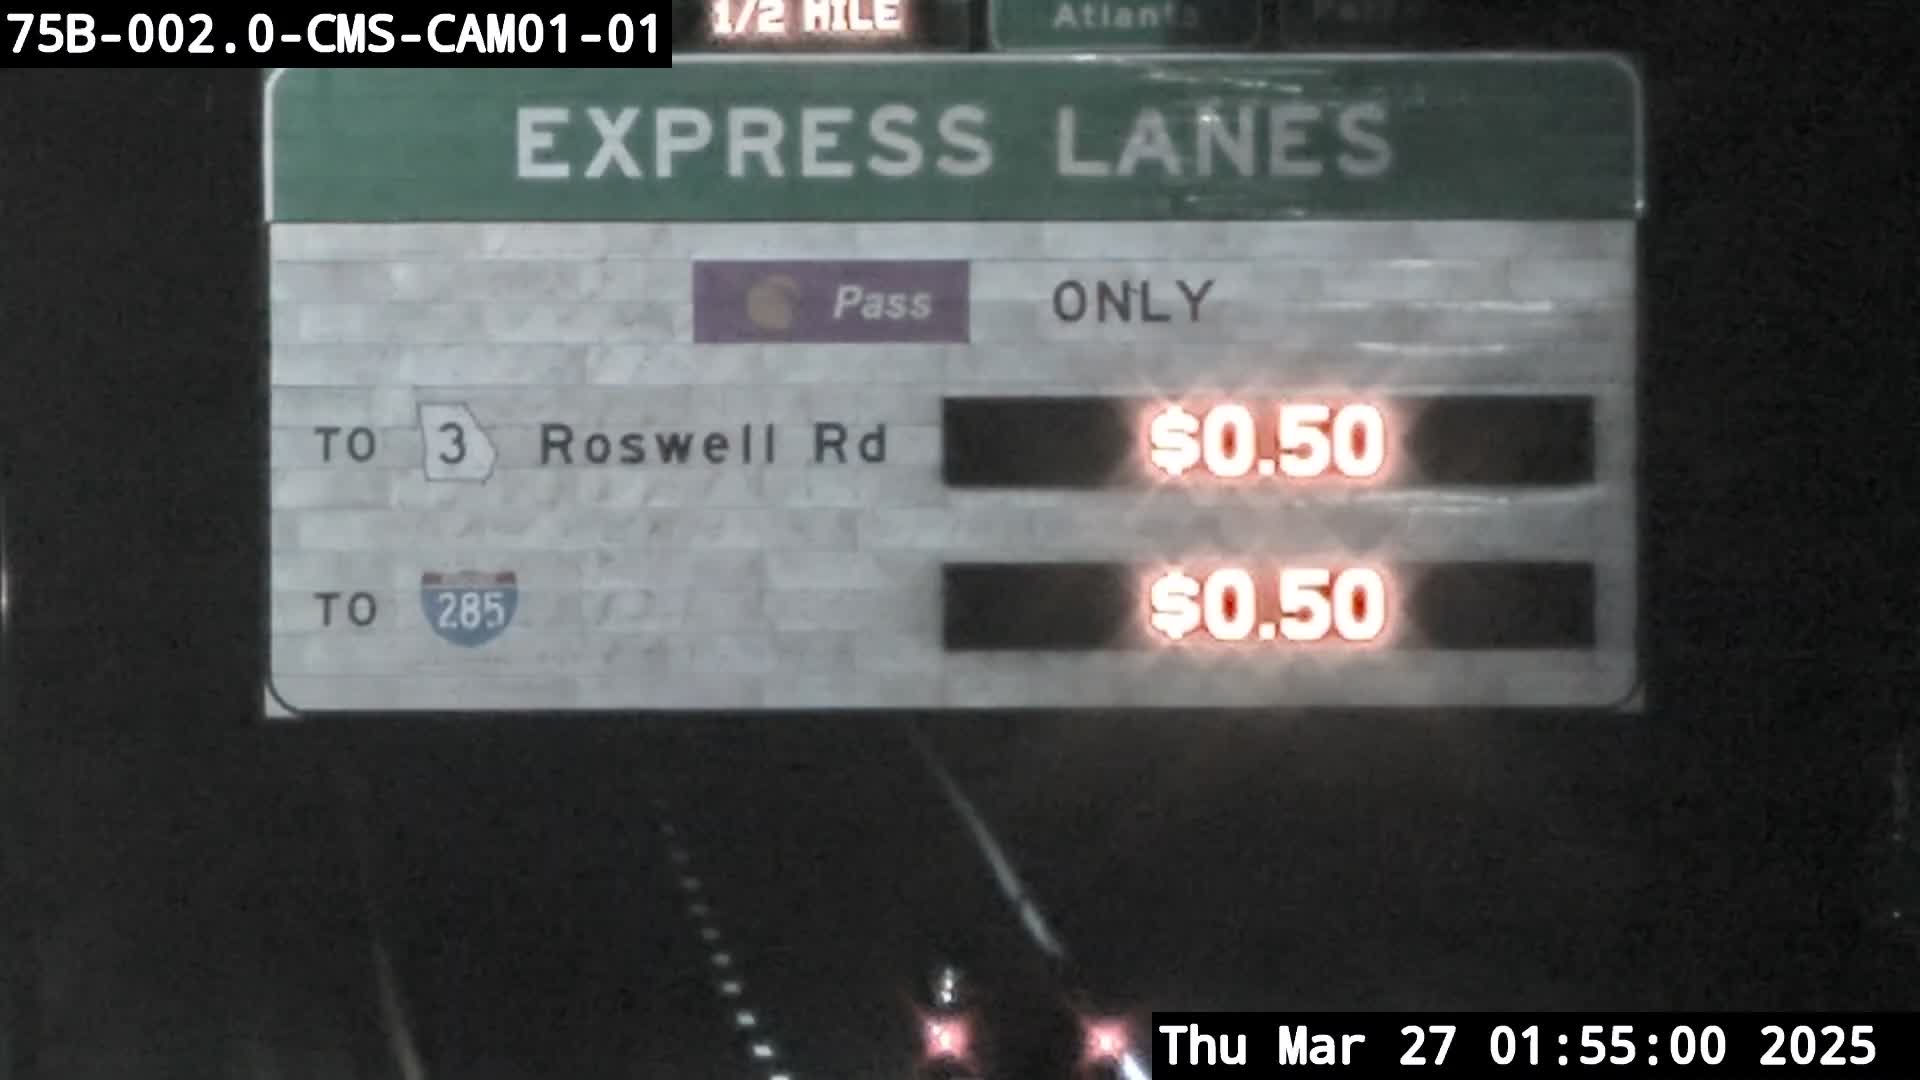 75B-002.0-CMS-CAM01-01
1/2 MILE
Atlanta
EXPRESS LANES
Pass ONLY
TO 3 Roswell Rd $0.50
TO 285 $0.50
Thu Mar 27 01:55:00 2025